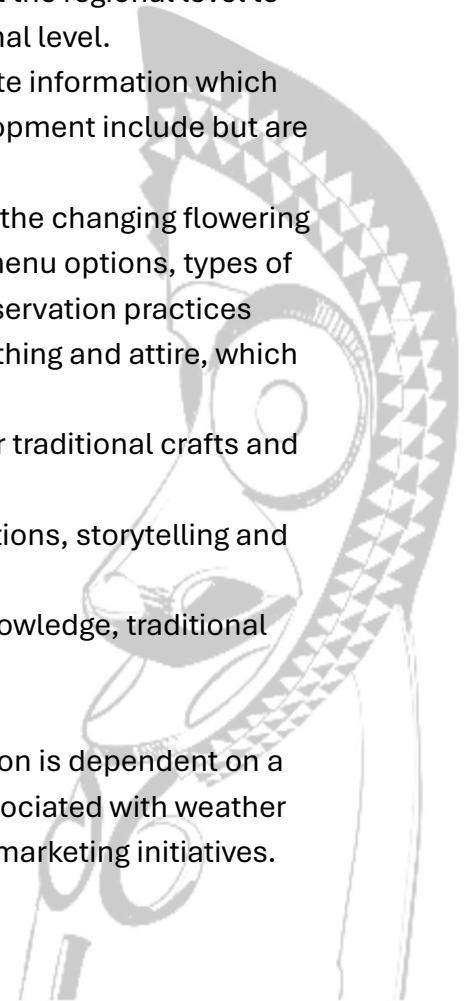 the regional level to
nal level.
te information which
opment include but are
the changing flowering
nenu options, types of
servation practices
thing and attire, which
r traditional crafts and
tions, storytelling and
owledge, traditional
on is dependent on a
sociated with weather
marketing initiatives.